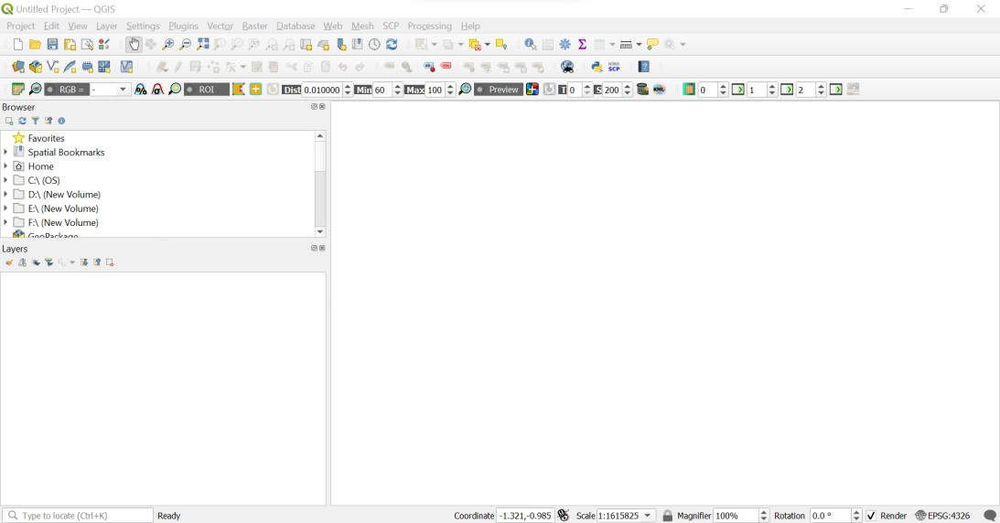 Untitled Project — QGIS
Project Edit View Layer Settings Plugins Vector Raster Database Web Mesh SCP Processing Help
SCP
RGB = - ROI Dist 0.010000 Min 60 Max 100 Preview T 0 S 200 KML 0 1 2
Browser
Favorites
Spatial Bookmarks
Home
C:\ (OS)
D:\ (New Volume)
E:\ (New Volume)
F:\ (New Volume)
GeoPackage
Layers
Type to locate (Ctrl+K) Ready Coordinate -1.321,-0.985 Scale 1:1615825 Magnifier 100% Rotation 0.0 ° Render EPSG:4326